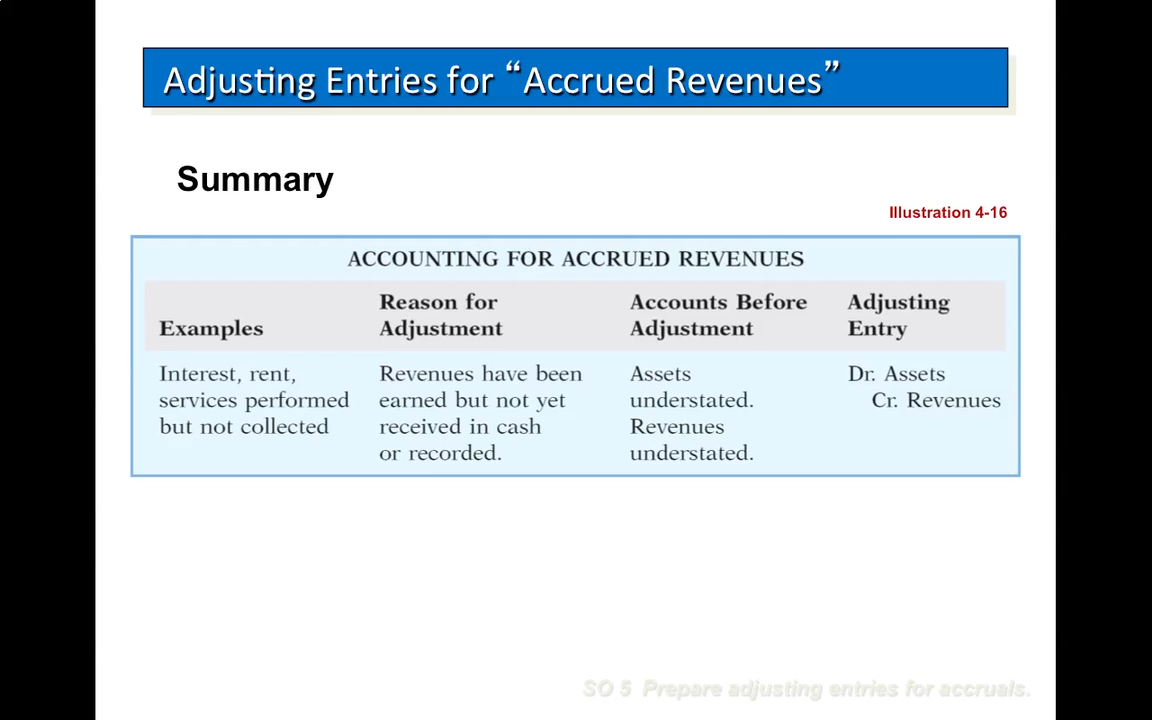 Adjusting Entries for “Accrued Revenues”
Summary
Illustration 4-16
ACCOUNTING FOR ACCRUED REVENUES
Examples
Reason for
Adjustment
Accounts Before
Adjustment
Adjusting
Entry
Interest, rent,
services performed
but not collected
Revenues have been
earned but not yet
received in cash
or recorded.
Assets
understated.
Revenues
understated.
Dr. Assets
Cr. Revenues
SO 5 Prepare adjusting entries for accruals.